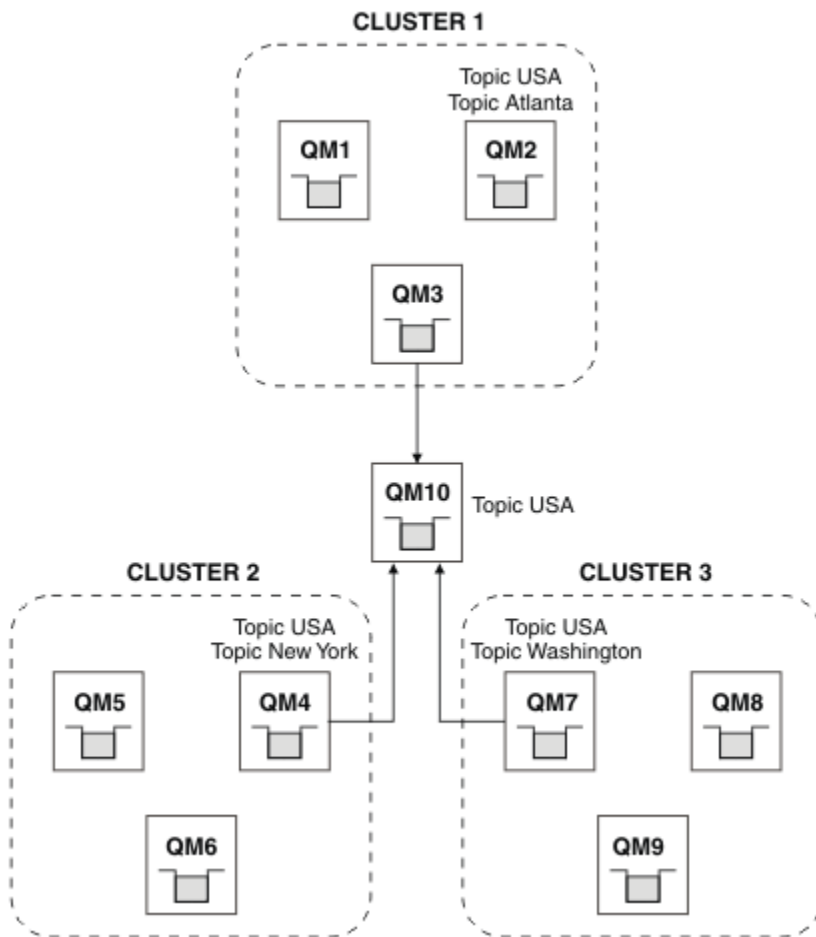 CLUSTER 1
Topic USA
Topic Atlanta
QM1
QM2
QM3
QM10
Topic USA
CLUSTER 2
CLUSTER 3
Topic USA
Topic New York
Topic USA
Topic Washington
QM5
QM4
QM7
QM8
QM6
QM9